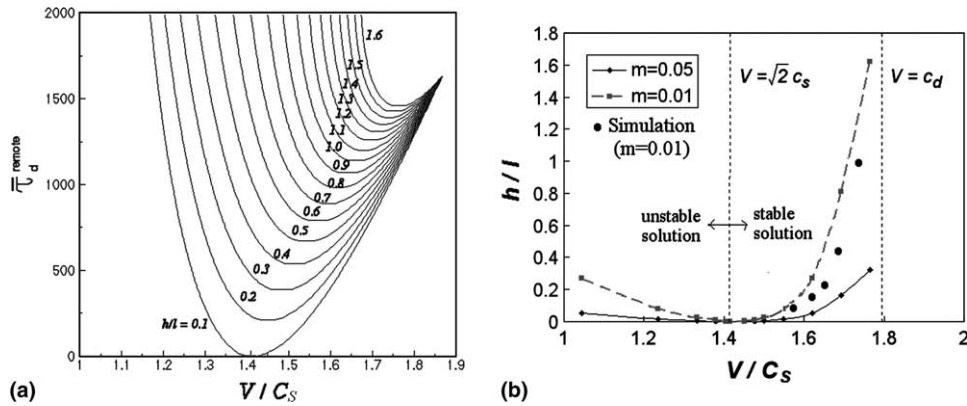 2000
1500
1000
500
0
τ̿ d remote
1.6
1.5
1.4
1.3
1.2
1.1
1.0
0.9
0.8
0.7
0.6
0.5
0.4
0.3
0.2
h/l = 0.1
1 1.1 1.2 1.3 1.4 1.5 1.6 1.7 1.8 1.9
V / C_S
(a)
1.8
1.6
1.4
1.2
1
0.8
0.6
0.4
0.2
0
h / l
m=0.05
m=0.01
Simulation
(m=0.01)
V = √2 c_s
V = c_d
unstable
solution
stable
solution
1 1.2 1.4 1.6 1.8 2
V / C_S
(b)